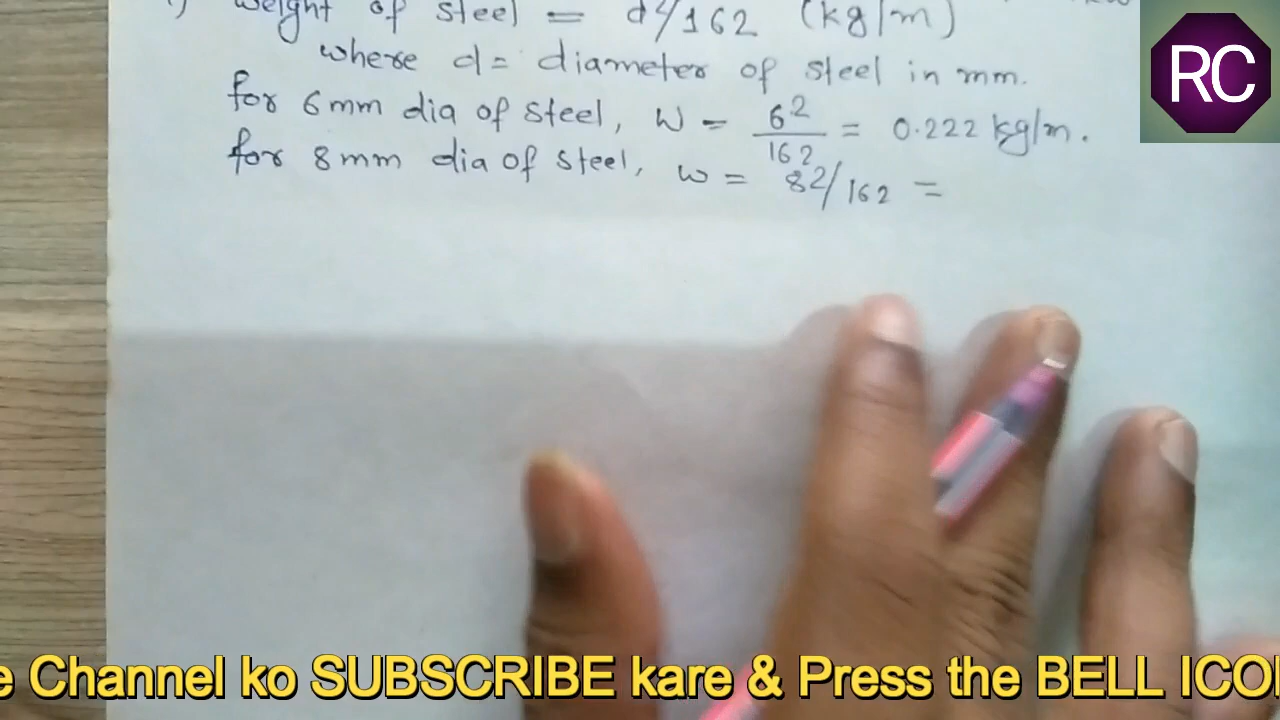 1) Weight of steel = d²/162 (kg/m)
RC
where d = diameter of steel in mm.
for 6mm dia of steel, W = 6²/162 = 0.222 kg/m.
for 8mm dia of steel, w = 8²/162 =
Channel ko SUBSCRIBE kare & Press the BELL ICO